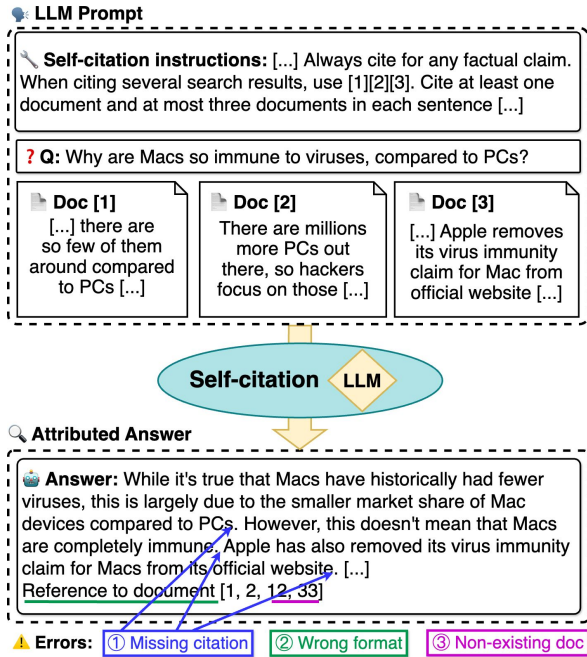 LLM Prompt
Self-citation instructions: [...] Always cite for any factual claim.
When citing several search results, use [1][2][3]. Cite at least one
document and at most three documents in each sentence [...]
❓ Q: Why are Macs so immune to viruses, compared to PCs?
Doc [1]
[...] there are
so few of them
around compared
to PCs [...]
Doc [2]
There are millions
more PCs out
there, so hackers
focus on those [...]
Doc [3]
[...] Apple removes
its virus immunity
claim for Mac from
official website [...]
Self-citation
LLM
Attributed Answer
Answer: While it's true that Macs have historically had fewer
viruses, this is largely due to the smaller market share of Mac
devices compared to PCs. However, this doesn't mean that Macs
are completely immune. Apple has also removed its virus immunity
claim for Macs from its official website. [...]
Reference to document [1, 2, 12, 33]
Errors:
① Missing citation
② Wrong format
③ Non-existing doc